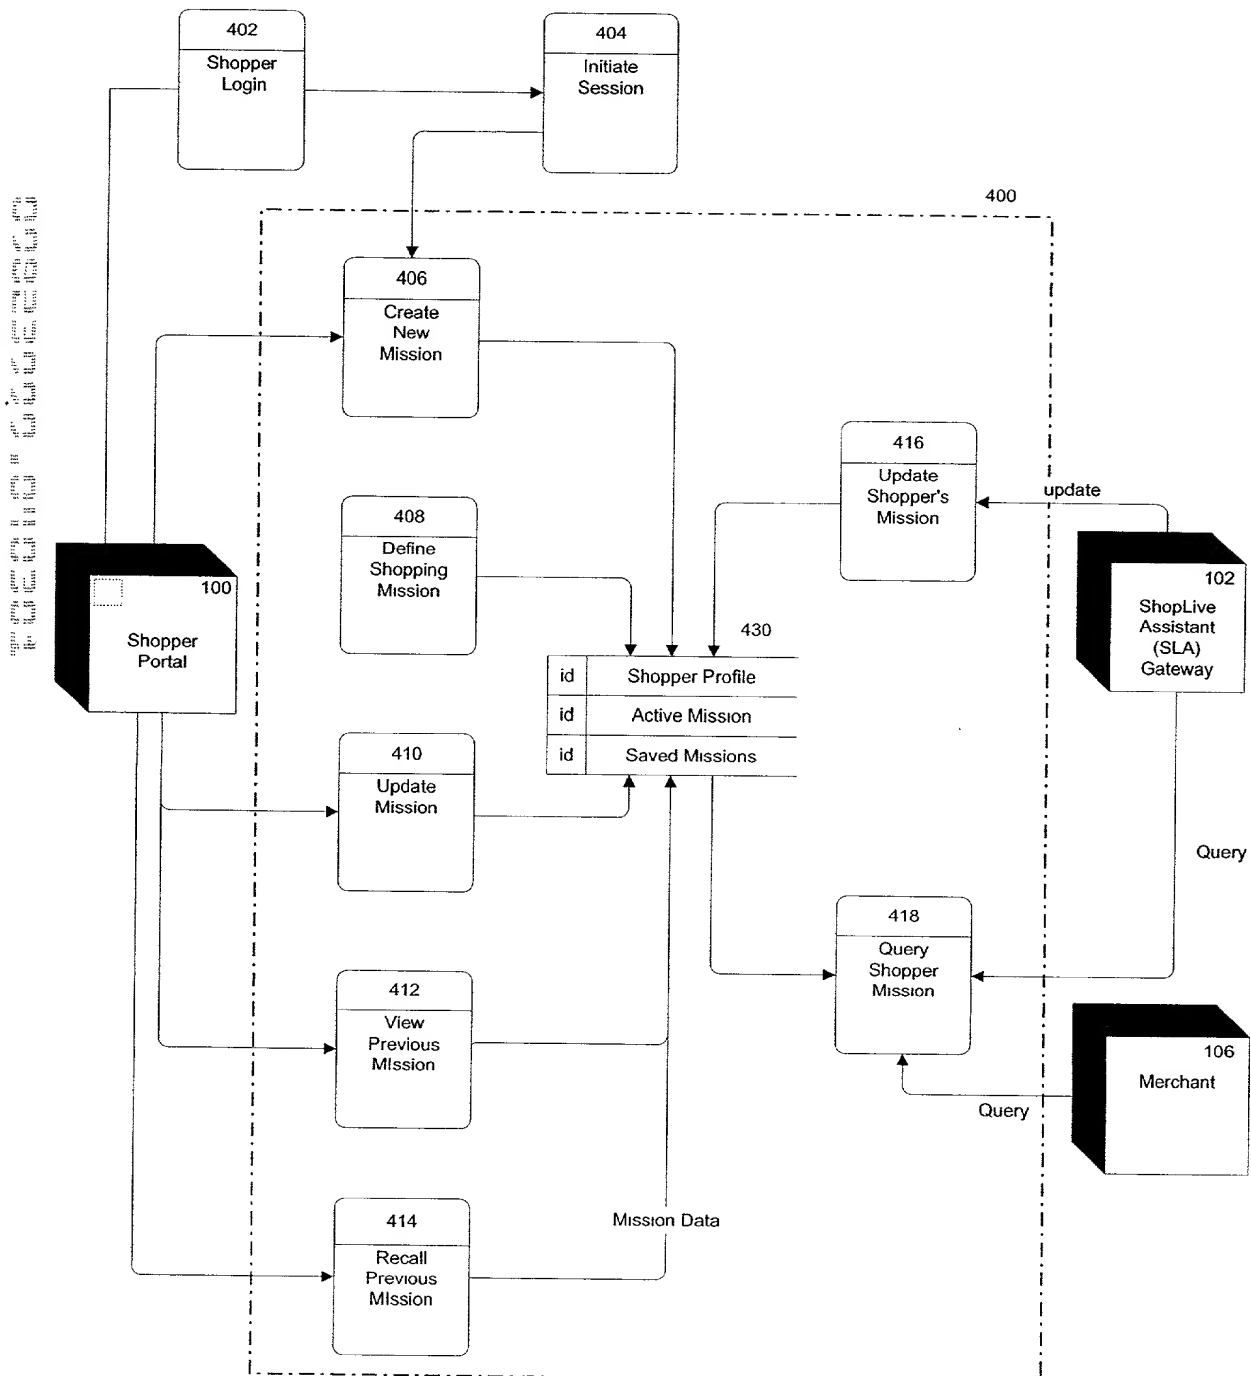 402
Shopper
Login
404
Initiate
Session
400
406
Create
New
Mission
416
Update
Shopper's
Mission
update
408
Define
Shopping
Mission
100
Shopper
Portal
102
ShopLive
Assistant
(SLA)
Gateway
430
id Shopper Profile
id Active Mission
id Saved Missions
410
Update
Mission
Query
418
Query
Shopper
Mission
412
View
Previous
MIssion
106
Merchant
Query
414
Recall
Previous
MIssion
Mission Data